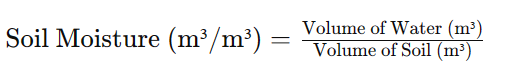 Soil Moisture (m³/m³) = Volume of Water (m³) / Volume of Soil (m³)